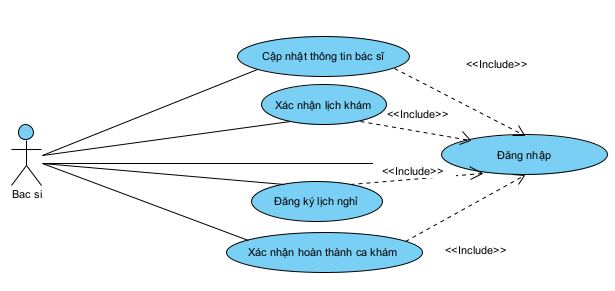 Cập nhật thông tin bác sĩ
<<Include>>
Xác nhận lịch khám
<<Include>>
Đăng nhập
<<Include>>
Bac si
Đăng ký lịch nghỉ
Xác nhận hoàn thành ca khám
<<Include>>